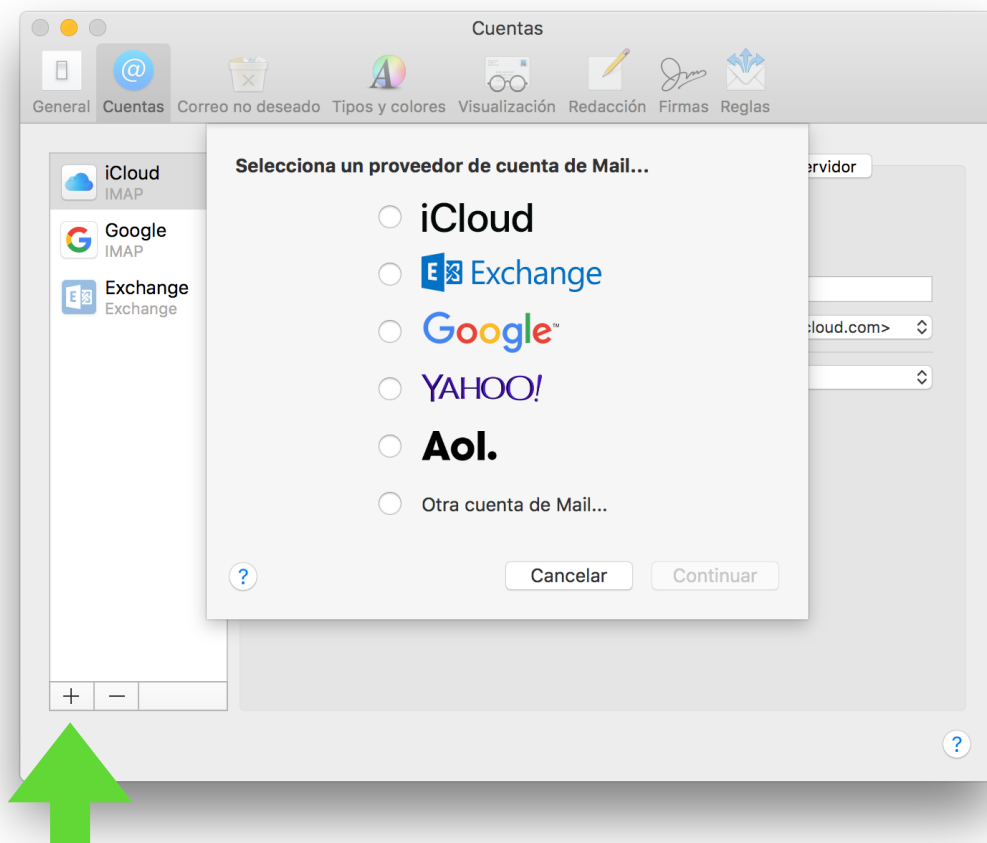 Cuentas
General Cuentas Correo no deseado Tipos y colores Visualización Redacción Firmas Reglas
iCloud
IMAP
Google
IMAP
Exchange
Exchange
Selecciona un proveedor de cuenta de Mail...
iCloud
Exchange
Google™
YAHOO!
Aol.
Otra cuenta de Mail...
? Cancelar Continuar
ervidor
cloud.com>
+ −
?